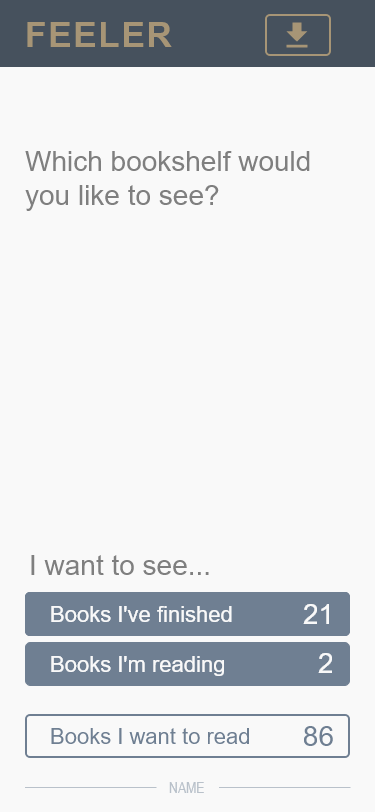 FEELER
Which bookshelf would
you like to see?
I want to see...
Books I've finished 21
Books I'm reading 2
Books I want to read 86
NAME